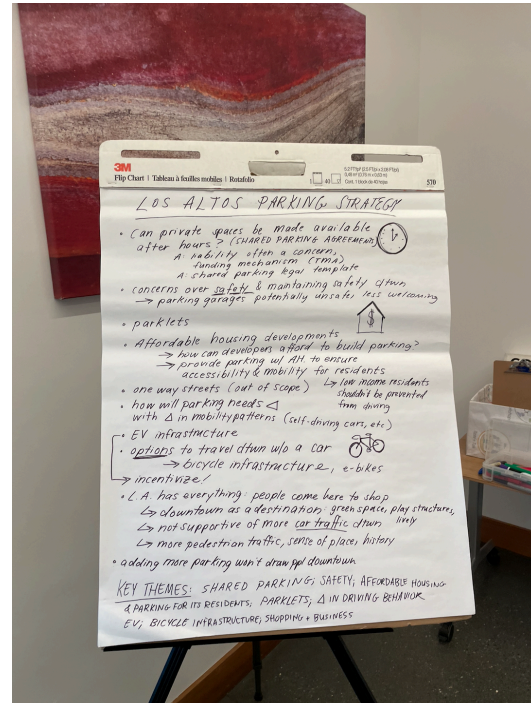 3M
Flip Chart | Tableau à feuilles mobiles | Rotafolio
570
LOS ALTOS PARKING STRATEGY
• Can private spaces be made available
after hours? (SHARED PARKING AGREEMENT)
A: liability often a concern,
funding mechanism (TMA)
A: shared parking legal template
• concerns over safety & maintaining safety dtwn
→ parking garages potentially unsafe, less welcoming
$
• parklets
• Affordable housing developments
→ how can developers afford to build parking?
→ provide parking w/ AH to ensure
accessibility & mobility for residents
• one way streets (out of scope)
↳ low income residents
shouldn't be prevented
from driving
• how will parking needs Δ
with Δ in mobility patterns (self-driving cars, etc)
• EV infrastructure
• options to travel dtwn w/o a car
→ bicycle infrastructure, e-bikes
→ incentivize!
• L.A. has everything: people come here to shop
↳ downtown as a destination: green space, play structures,
lively
↳ not supportive of more car traffic dtwn
↳ more pedestrian traffic, sense of place, history
• adding more parking won't draw ppl downtown
KEY THEMES: SHARED PARKING; SAFETY; AFFORDABLE HOUSING
& PARKING FOR ITS RESIDENTS; PARKLETS; Δ IN DRIVING BEHAVIOR
EV; BICYCLE INFRASTRUCTURE; SHOPPING + BUSINESS